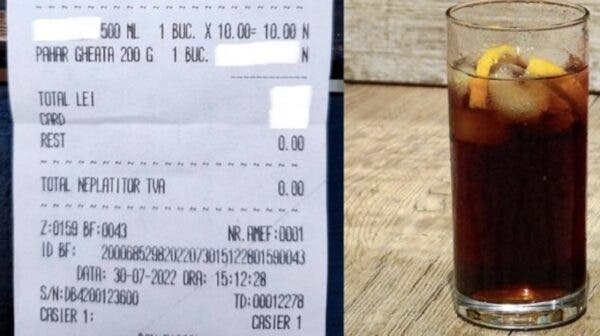 500 ML 1 BUC. X 10.00= 10.00 N
PAHAR GHEATA 200 G 1 BUC. N
TOTAL LEI
CARD
REST 0.00
TOTAL NEPLATITOR TVA 0.00
Z:0159 BF:0043 NR.AMEF:0001
ID BF: 2000685298202207301512280159​0043
DATA: 30-07-2022 ORA: 15:12:28
S/N:DB4200123600 TD:00012278
CASIER 1: CASIER 1